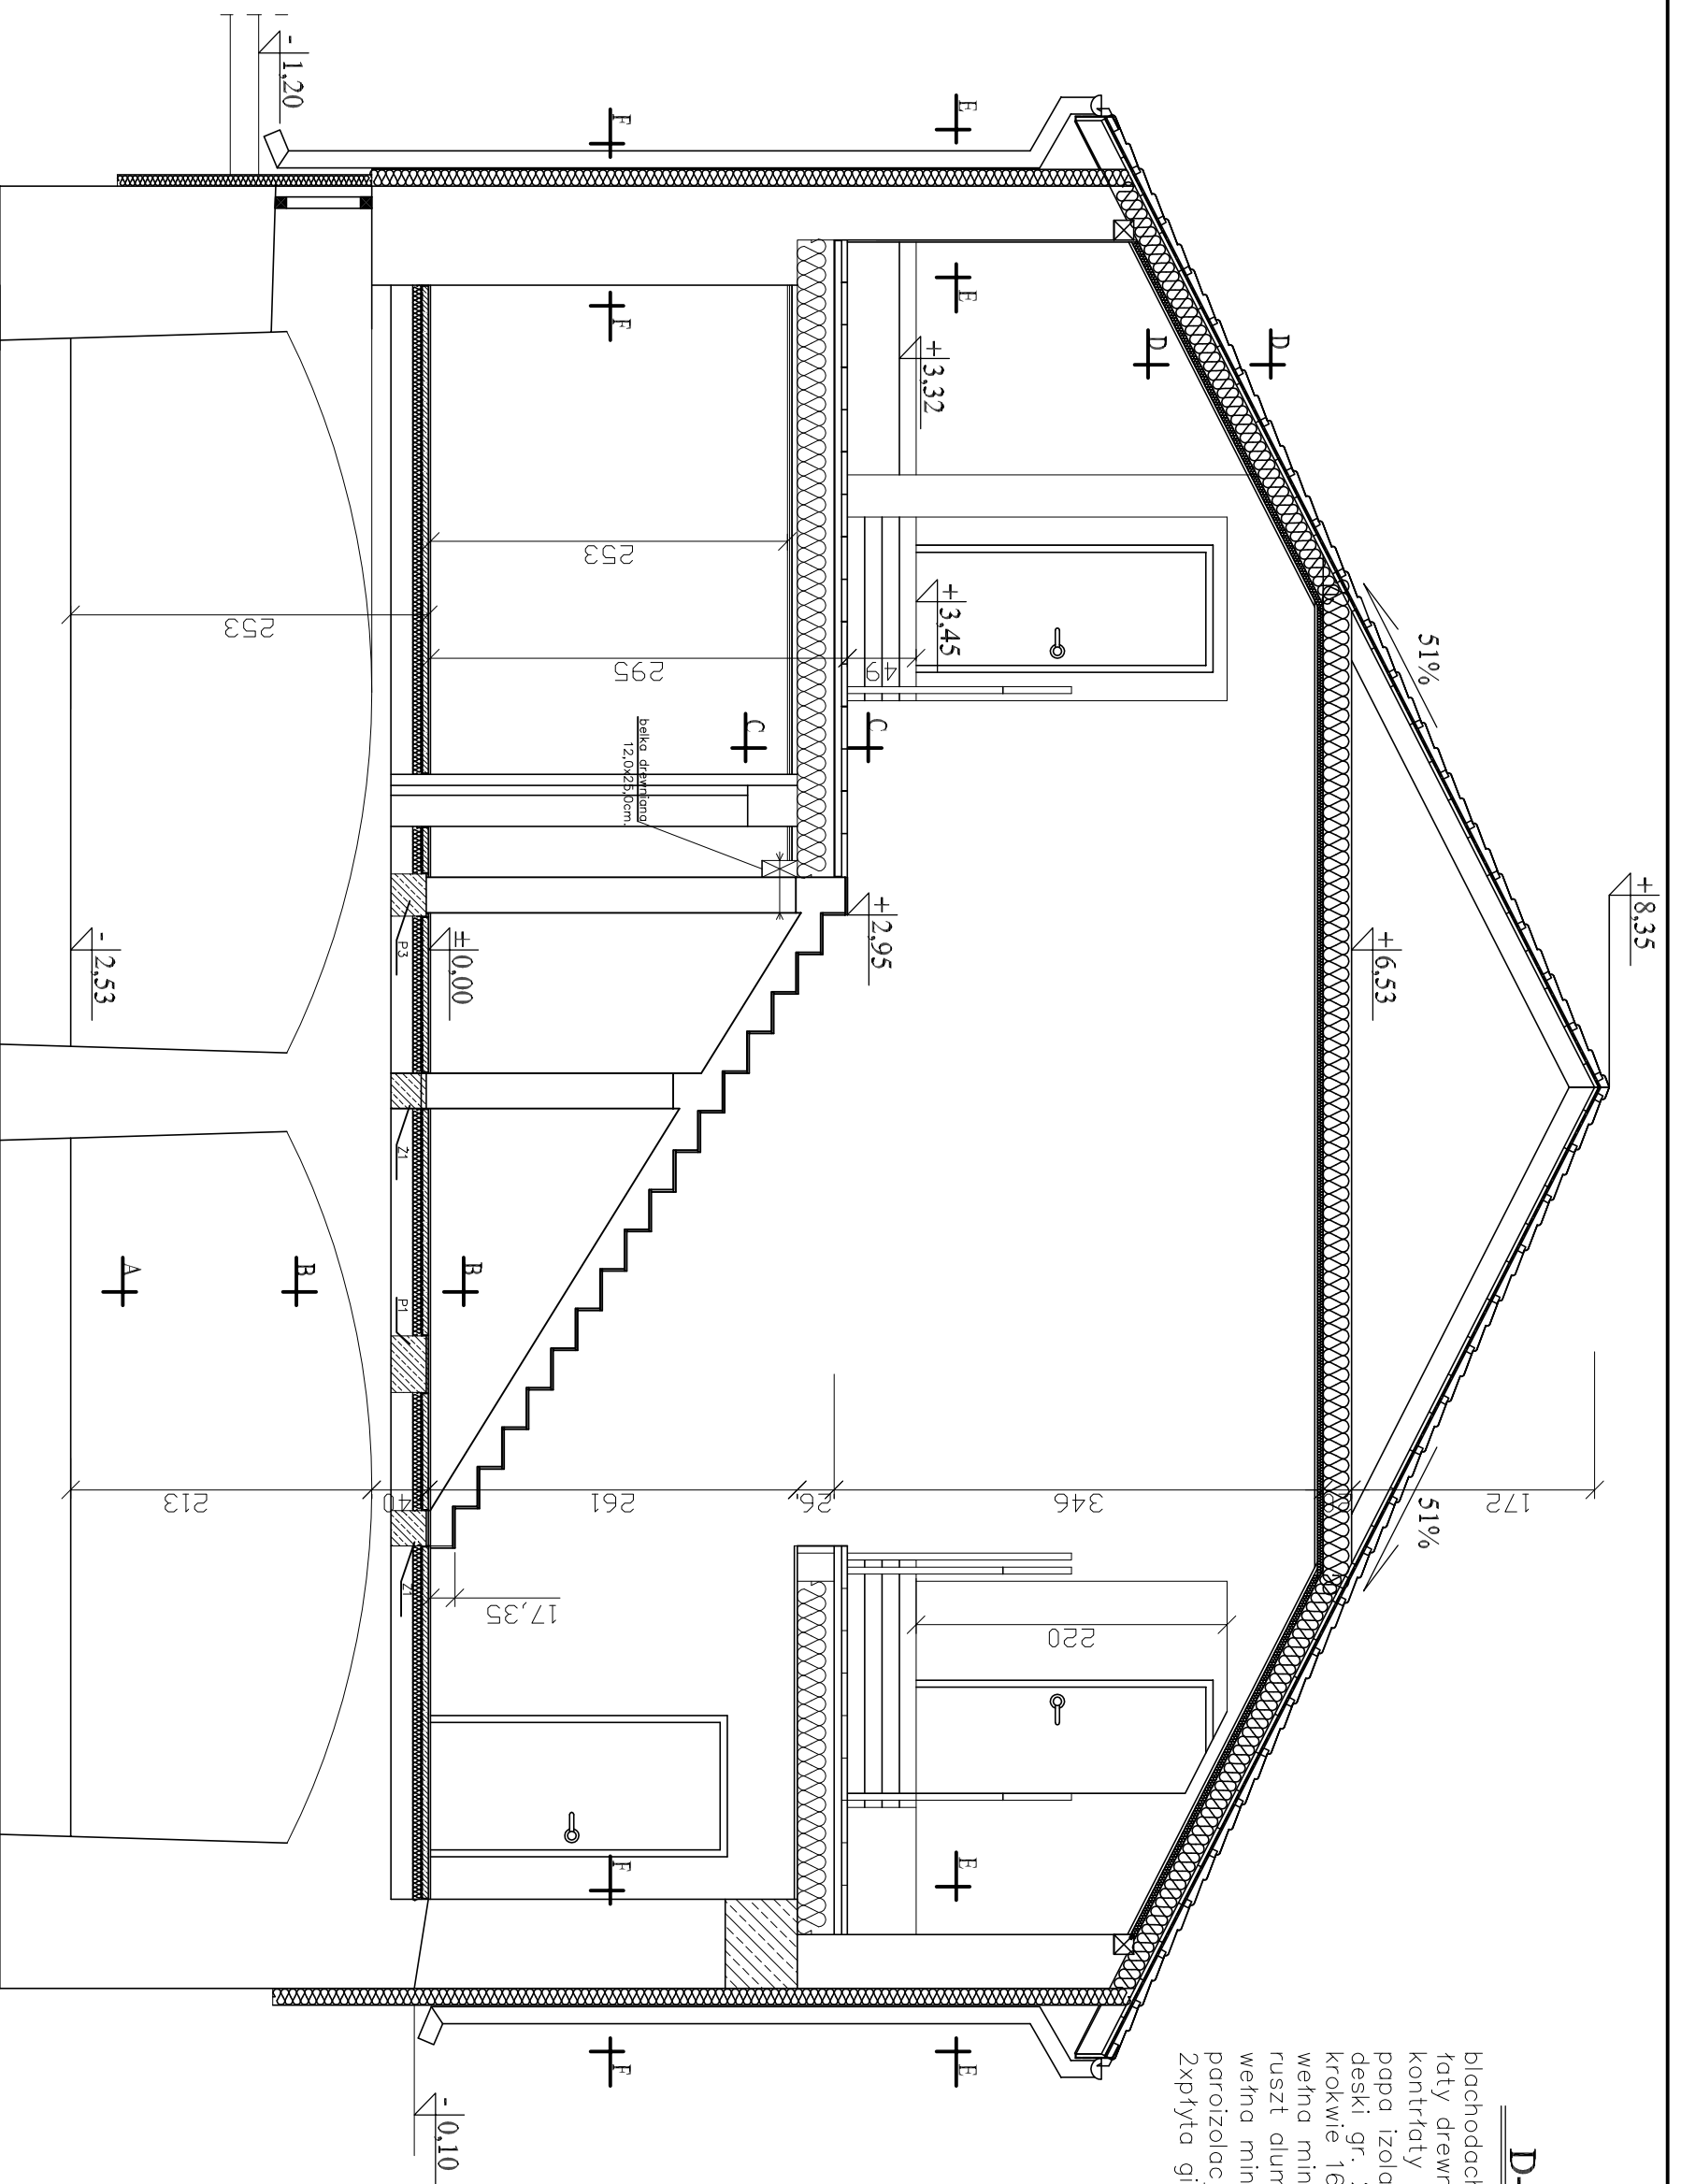 +8,35
51%
51%
172
+6,53
D
D
346
220
+3,45
+3,32
E
E
E
E
49
+2,95
C
C
26
belka drewniana
12,0x25,0cm.
253
295
261
F
F
F
F
17,35
±0,00
B
B
P3
Ż1
P1
Ż1
40
253
213
A
- 2,53
- 1,20
- 0,10
D-
blachodach
łaty drewn
kontrłaty
papa izola
deski gr.
krokwie 16
wełna min
ruszt alum
wełna min
paroizolac
2xpłyta gi